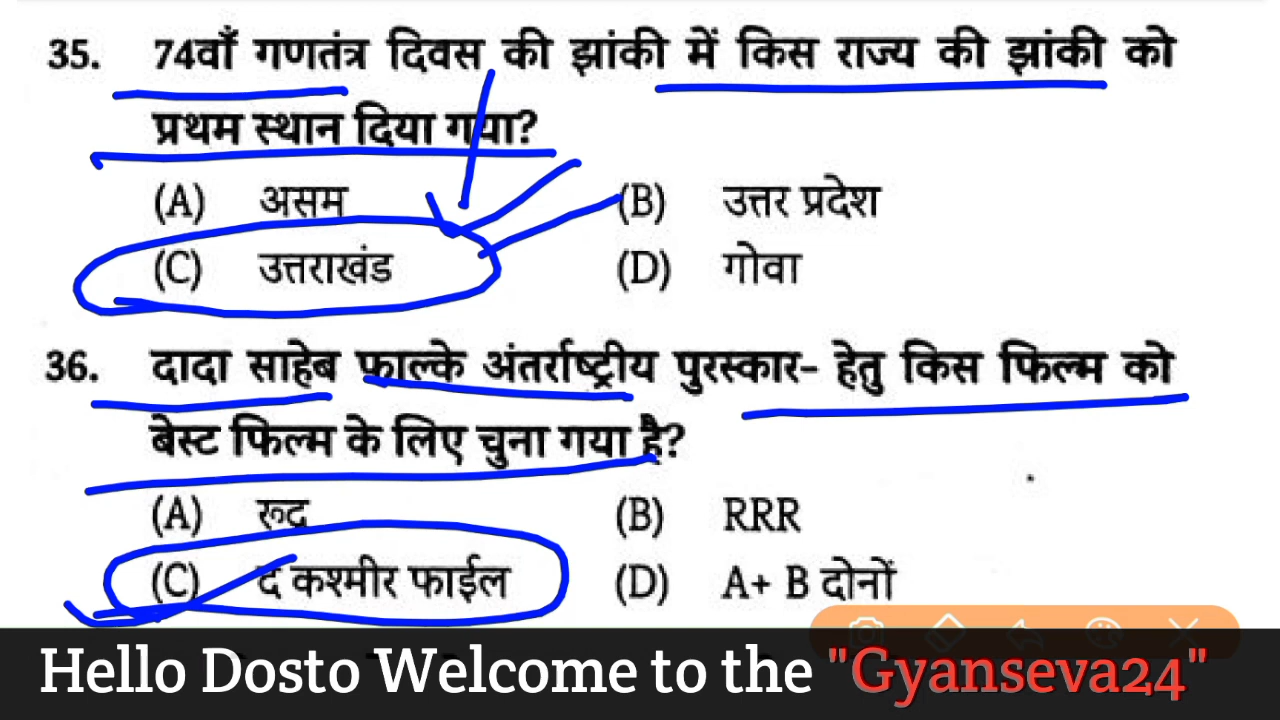 35. 74वाँ गणतंत्र दिवस की झांकी में किस राज्य की झांकी को
प्रथम स्थान दिया गया?
(A) असम (B) उत्तर प्रदेश
(C) उत्तराखंड (D) गोवा
36. दादा साहेब फाल्के अंतर्राष्ट्रीय पुरस्कार- हेतु किस फिल्म को
बेस्ट फिल्म के लिए चुना गया है?
(A) रूद्र (B) RRR
(C) द कश्मीर फाईल (D) A+ B दोनों
Hello Dosto Welcome to the "Gyanseva24"